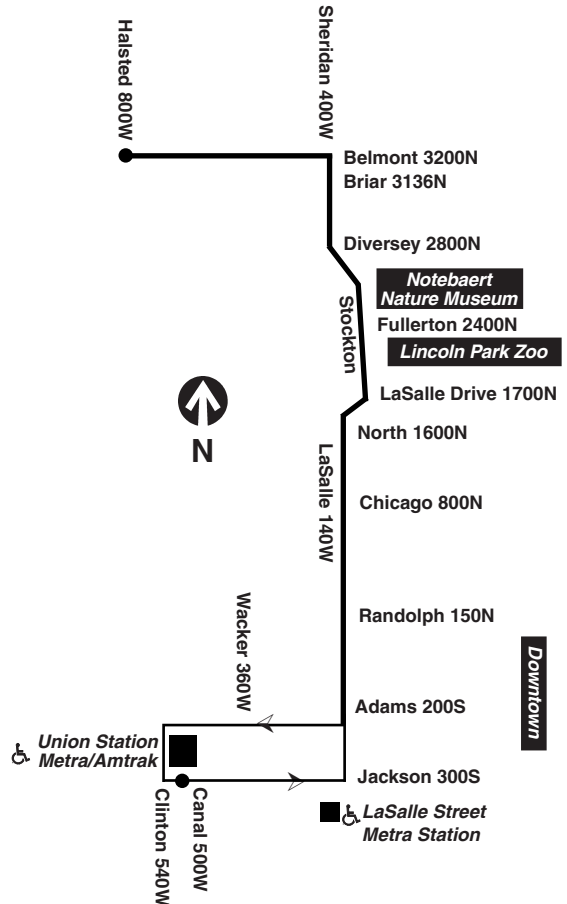 Halsted 800W
Sheridan 400W
Belmont 3200N
Briar 3136N
Diversey 2800N
Notebaert
Nature Museum
Stockton
Fullerton 2400N
Lincoln Park Zoo
LaSalle Drive 1700N
North 1600N
N
LaSalle 140W
Chicago 800N
Randolph 150N
Wacker 360W
Downtown
Adams 200S
Union Station
Metra/Amtrak
Jackson 300S
Clinton 540W
Canal 500W
LaSalle Street
Metra Station